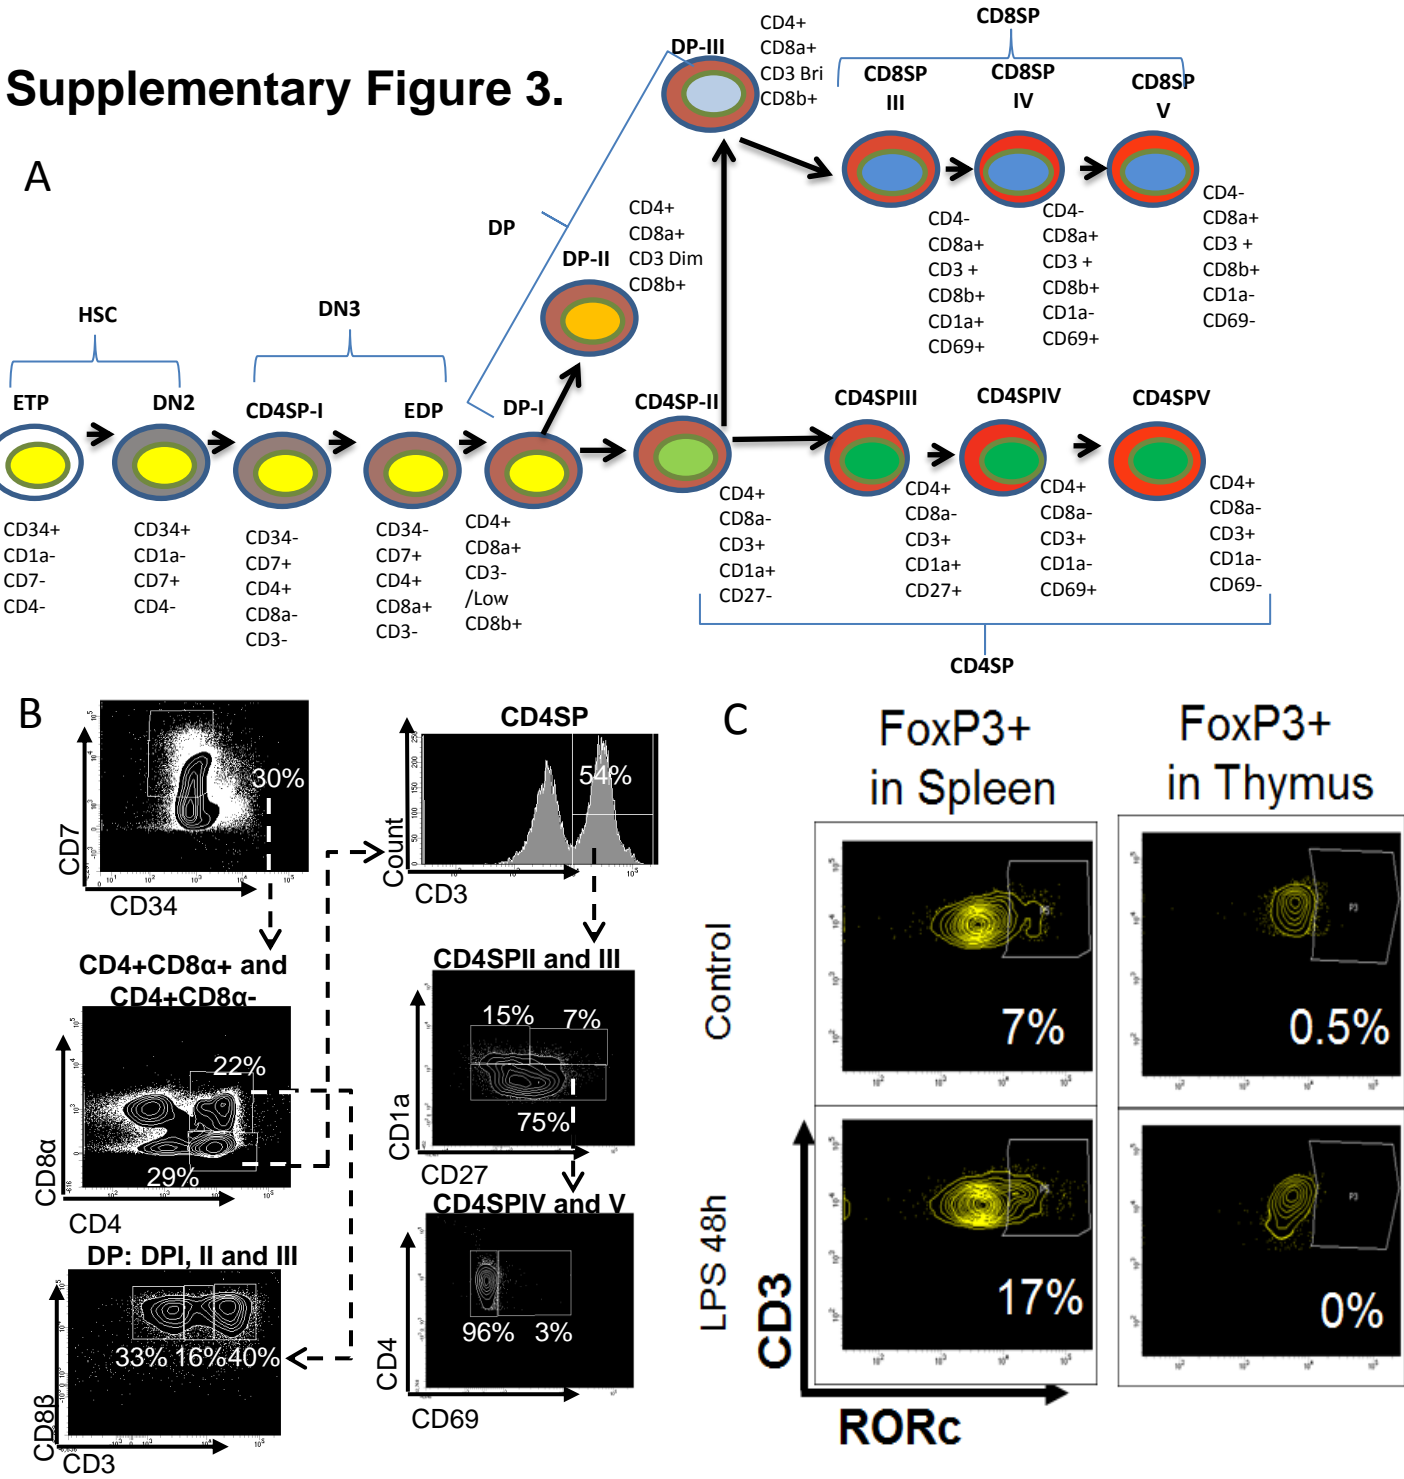 Supplementary Figure 3.
A
DP-III
CD4+
CD8a+
CD3 Bri
CD8b+
CD8SP
CD8SP
III
CD8SP
IV
CD8SP
V
CD4-
CD8a+
CD3 +
CD8b+
CD1a+
CD69+
CD4-
CD8a+
CD3 +
CD8b+
CD1a-
CD69+
CD4-
CD8a+
CD3 +
CD8b+
CD1a-
CD69-
DP
DP-II
CD4+
CD8a+
CD3 Dim
CD8b+
HSC
DN3
ETP
DN2
CD4SP-I
EDP
DP-I
CD4SP-II
CD4SPIII
CD4SPIV
CD4SPV
CD34+
CD1a-
CD7-
CD4-
CD34+
CD1a-
CD7+
CD4-
CD34-
CD7+
CD4+
CD8a-
CD3-
CD34-
CD7+
CD4+
CD8a+
CD3-
CD4+
CD8a+
CD3-
/Low
CD8b+
CD4+
CD8a-
CD3+
CD1a+
CD27-
CD4+
CD8a-
CD3+
CD1a+
CD27+
CD4+
CD8a-
CD3+
CD1a-
CD69+
CD4+
CD8a-
CD3+
CD1a-
CD69-
CD4SP
B
30%
CD7
CD34
CD4SP
54%
Count
CD3
CD4+CD8α+ and
CD4+CD8α-
22%
29%
CD8α
CD4
CD4SPII and III
15%
7%
75%
CD1a
CD27
DP: DPI, II and III
33%
16%
40%
CD8ß
CD3
CD4SPIV and V
96%
3%
CD4
CD69
C
FoxP3+
in Spleen
FoxP3+
in Thymus
Control
7%
P3
0.5%
LPS 48h
17%
P3
0%
CD3
RORc